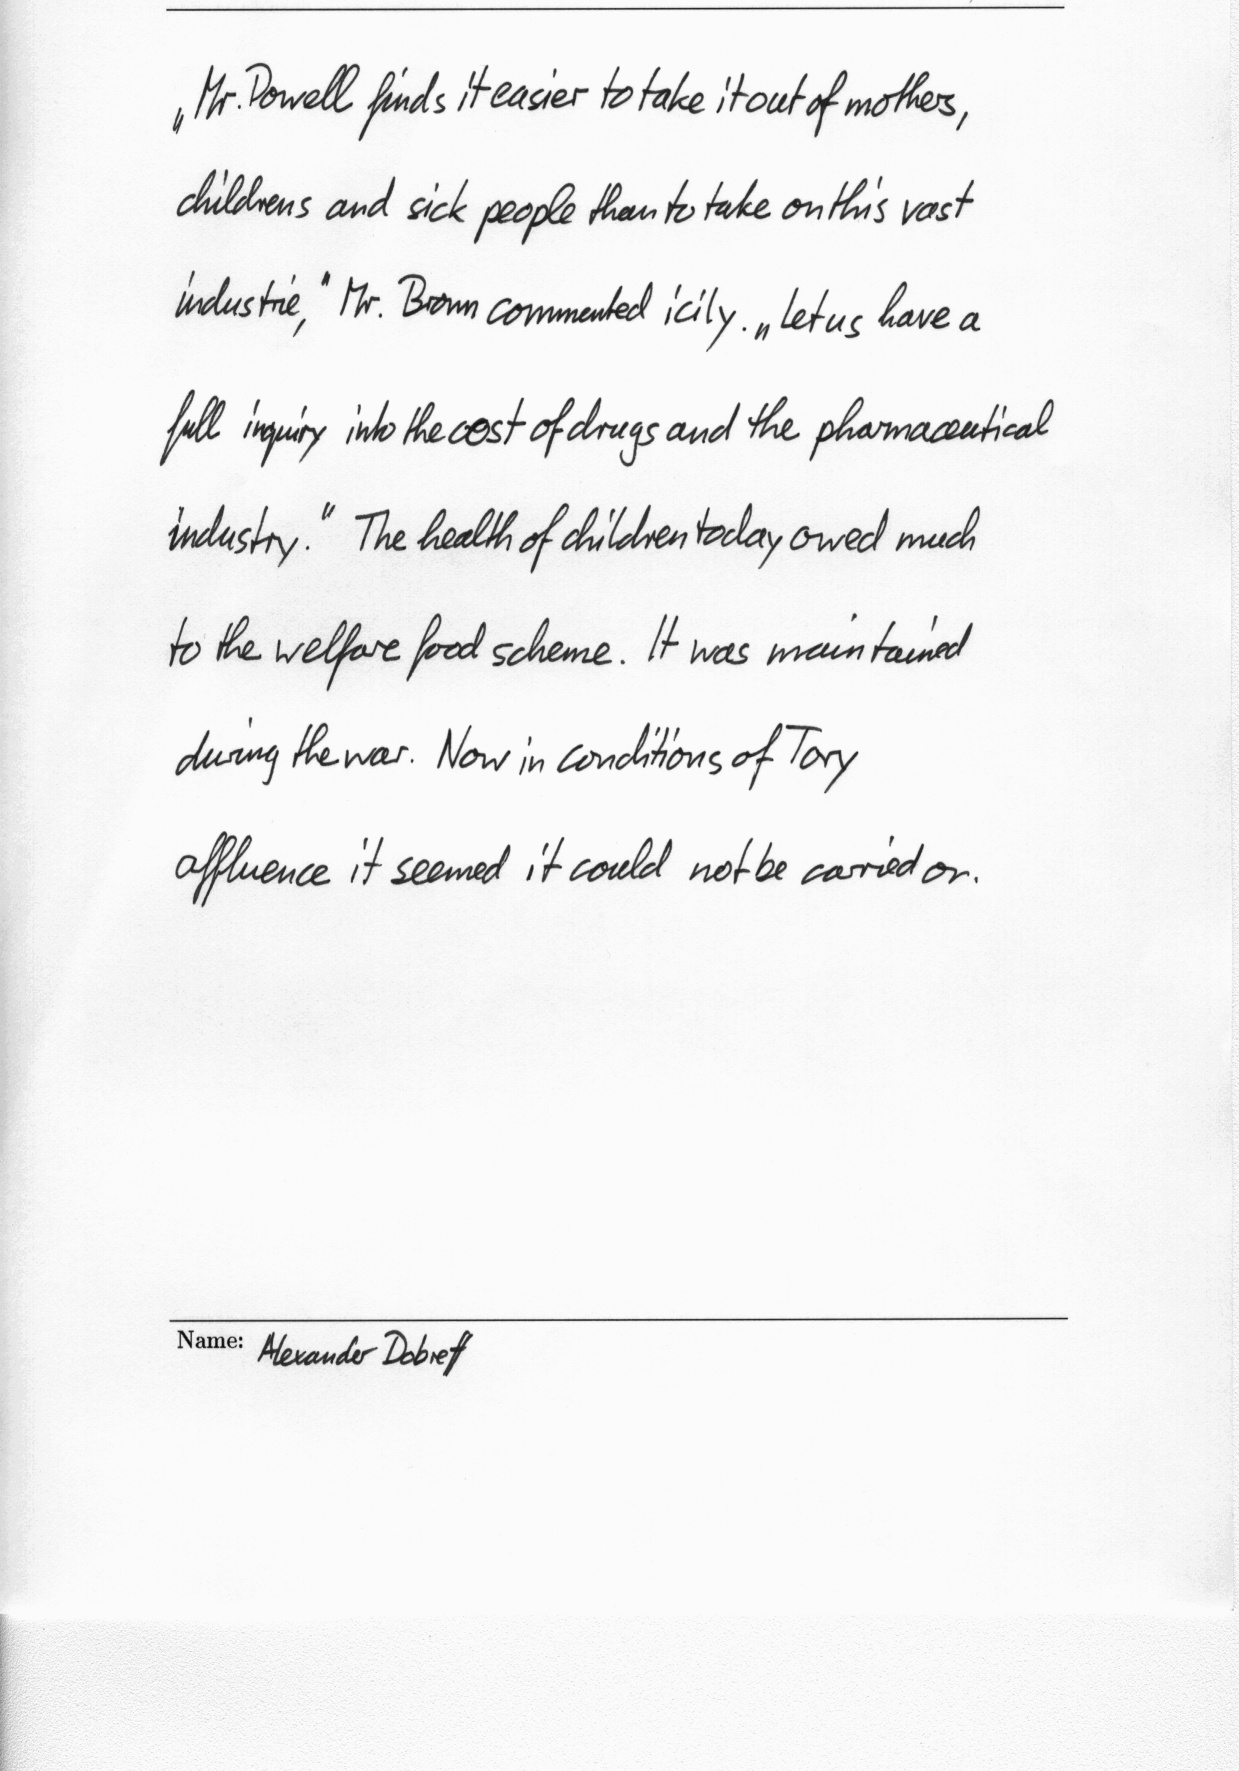 „Mr. Powell finds it easier to take it out of mothers,
childrens and sick people than to take on this vast
industrie,“ Mr. Brown commented icily. „Let us have a
full inquiry into the cost of drugs and the pharmaceutical
industry.“ The health of children today owed much
to the welfare food scheme. It was maintained
during the war. Now in conditions of Tory
affluence it seemed it could not be carried on.
Name: Alexander Dobreff